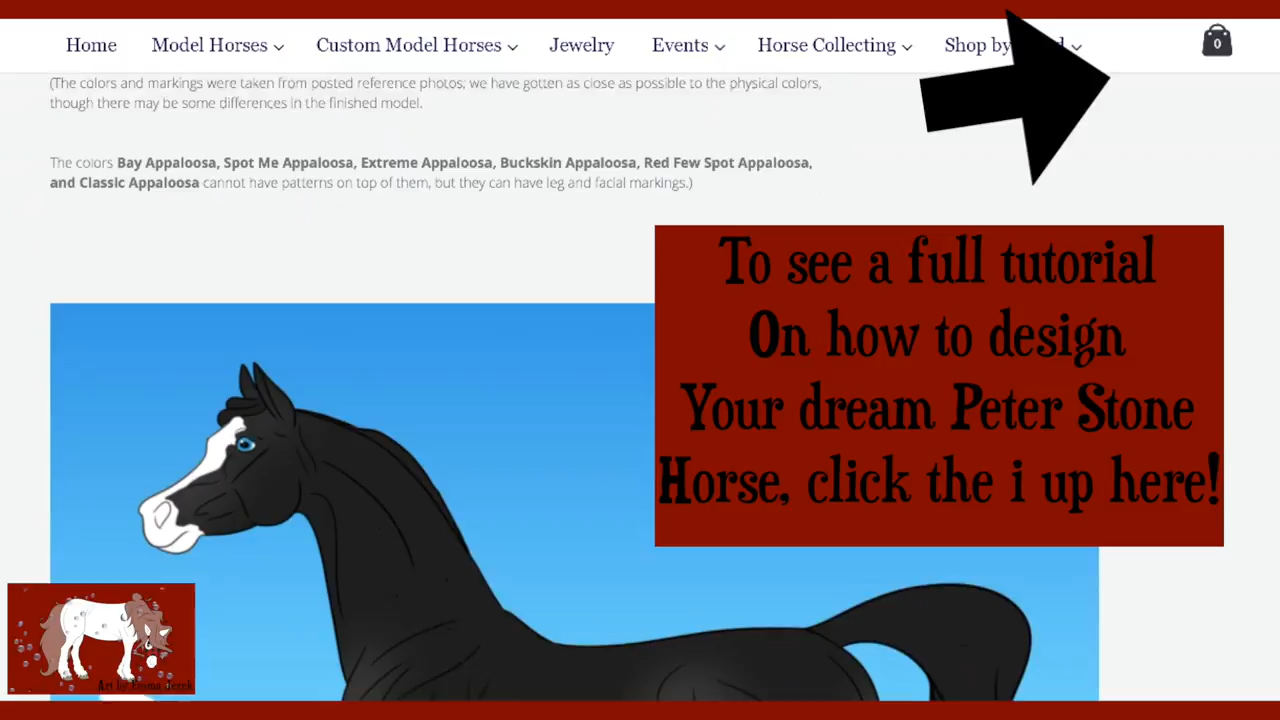 Home Model Horses Custom Model Horses Jewelry Events Horse Collecting Shop by
0
(The colors and markings were taken from posted reference photos; we have gotten as close as possible to the physical colors,
though there may be some differences in the finished model.
The colors Bay Appaloosa, Spot Me Appaloosa, Extreme Appaloosa, Buckskin Appaloosa, Red Few Spot Appaloosa,
and Classic Appaloosa cannot have patterns on top of them, but they can have leg and facial markings.)
To see a full tutorial
On how to design
Your dream Peter Stone
Horse, click the i up here!
Art by Emma Jerek